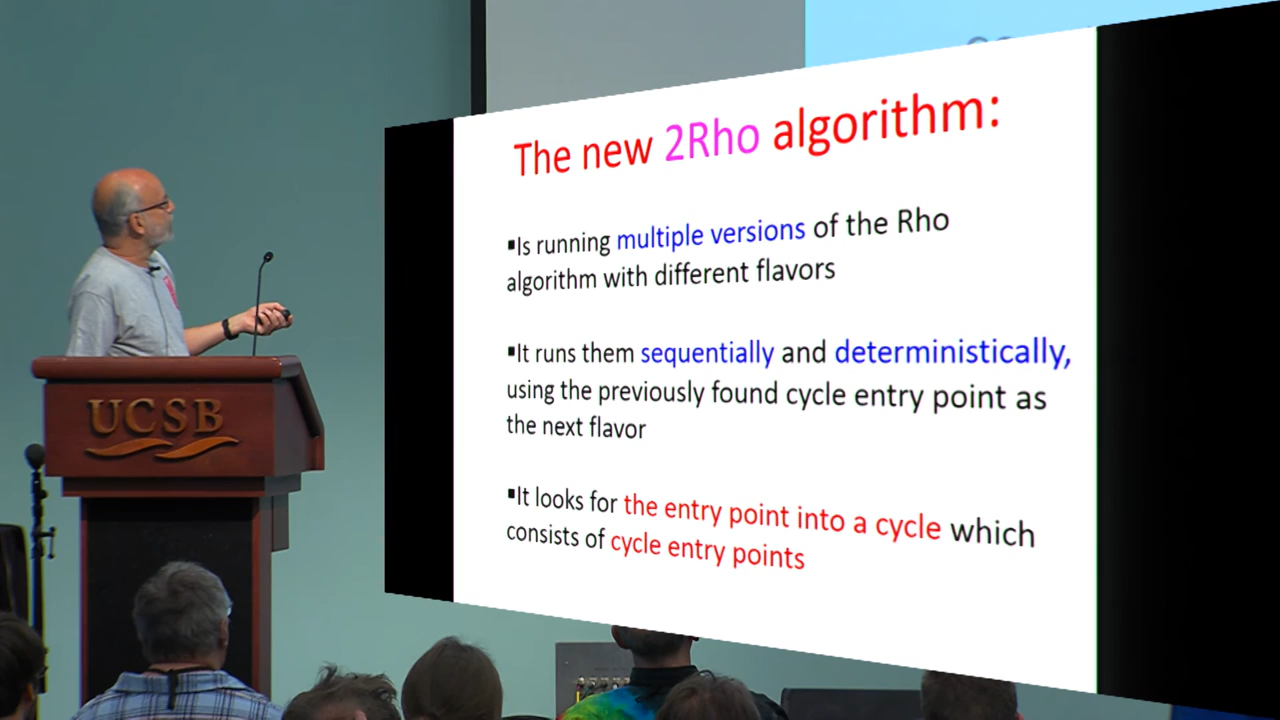 The new 2Rho algorithm:
▪Is running multiple versions of the Rho
algorithm with different flavors
▪It runs them sequentially and deterministically,
using the previously found cycle entry point as
the next flavor
▪It looks for the entry point into a cycle which
consists of cycle entry points
UCSB